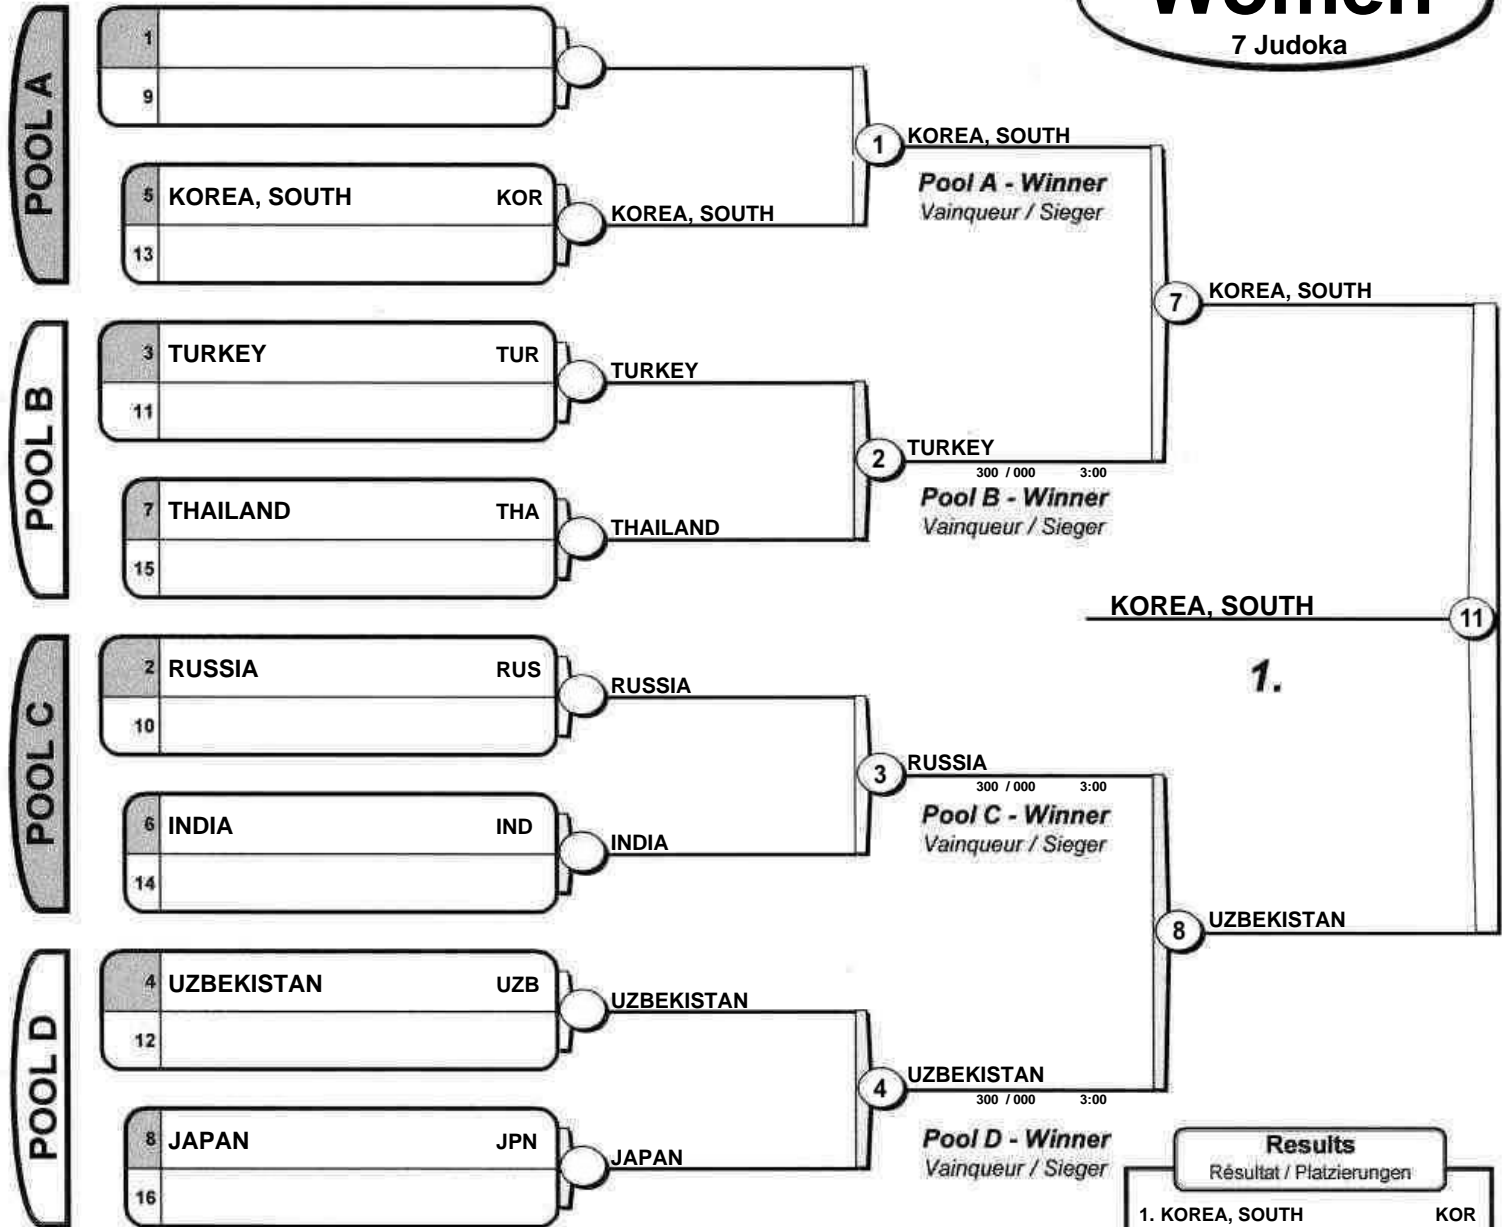 Women
7 Judoka
POOL A
1
9
5 KOREA, SOUTH KOR
13
KOREA, SOUTH
1 KOREA, SOUTH
Pool A - Winner
Vainqueur / Sieger
POOL B
3 TURKEY TUR
11
TURKEY
7 THAILAND THA
15
THAILAND
2 TURKEY
300 / 000 3:00
Pool B - Winner
Vainqueur / Sieger
7 KOREA, SOUTH
KOREA, SOUTH 11
1.
POOL C
2 RUSSIA RUS
10
RUSSIA
6 INDIA IND
14
INDIA
3 RUSSIA
300 / 000 3:00
Pool C - Winner
Vainqueur / Sieger
POOL D
4 UZBEKISTAN UZB
12
UZBEKISTAN
8 JAPAN JPN
16
JAPAN
4 UZBEKISTAN
300 / 000 3:00
Pool D - Winner
Vainqueur / Sieger
8 UZBEKISTAN
Results
Résultat / Platzierungen
1. KOREA, SOUTH KOR